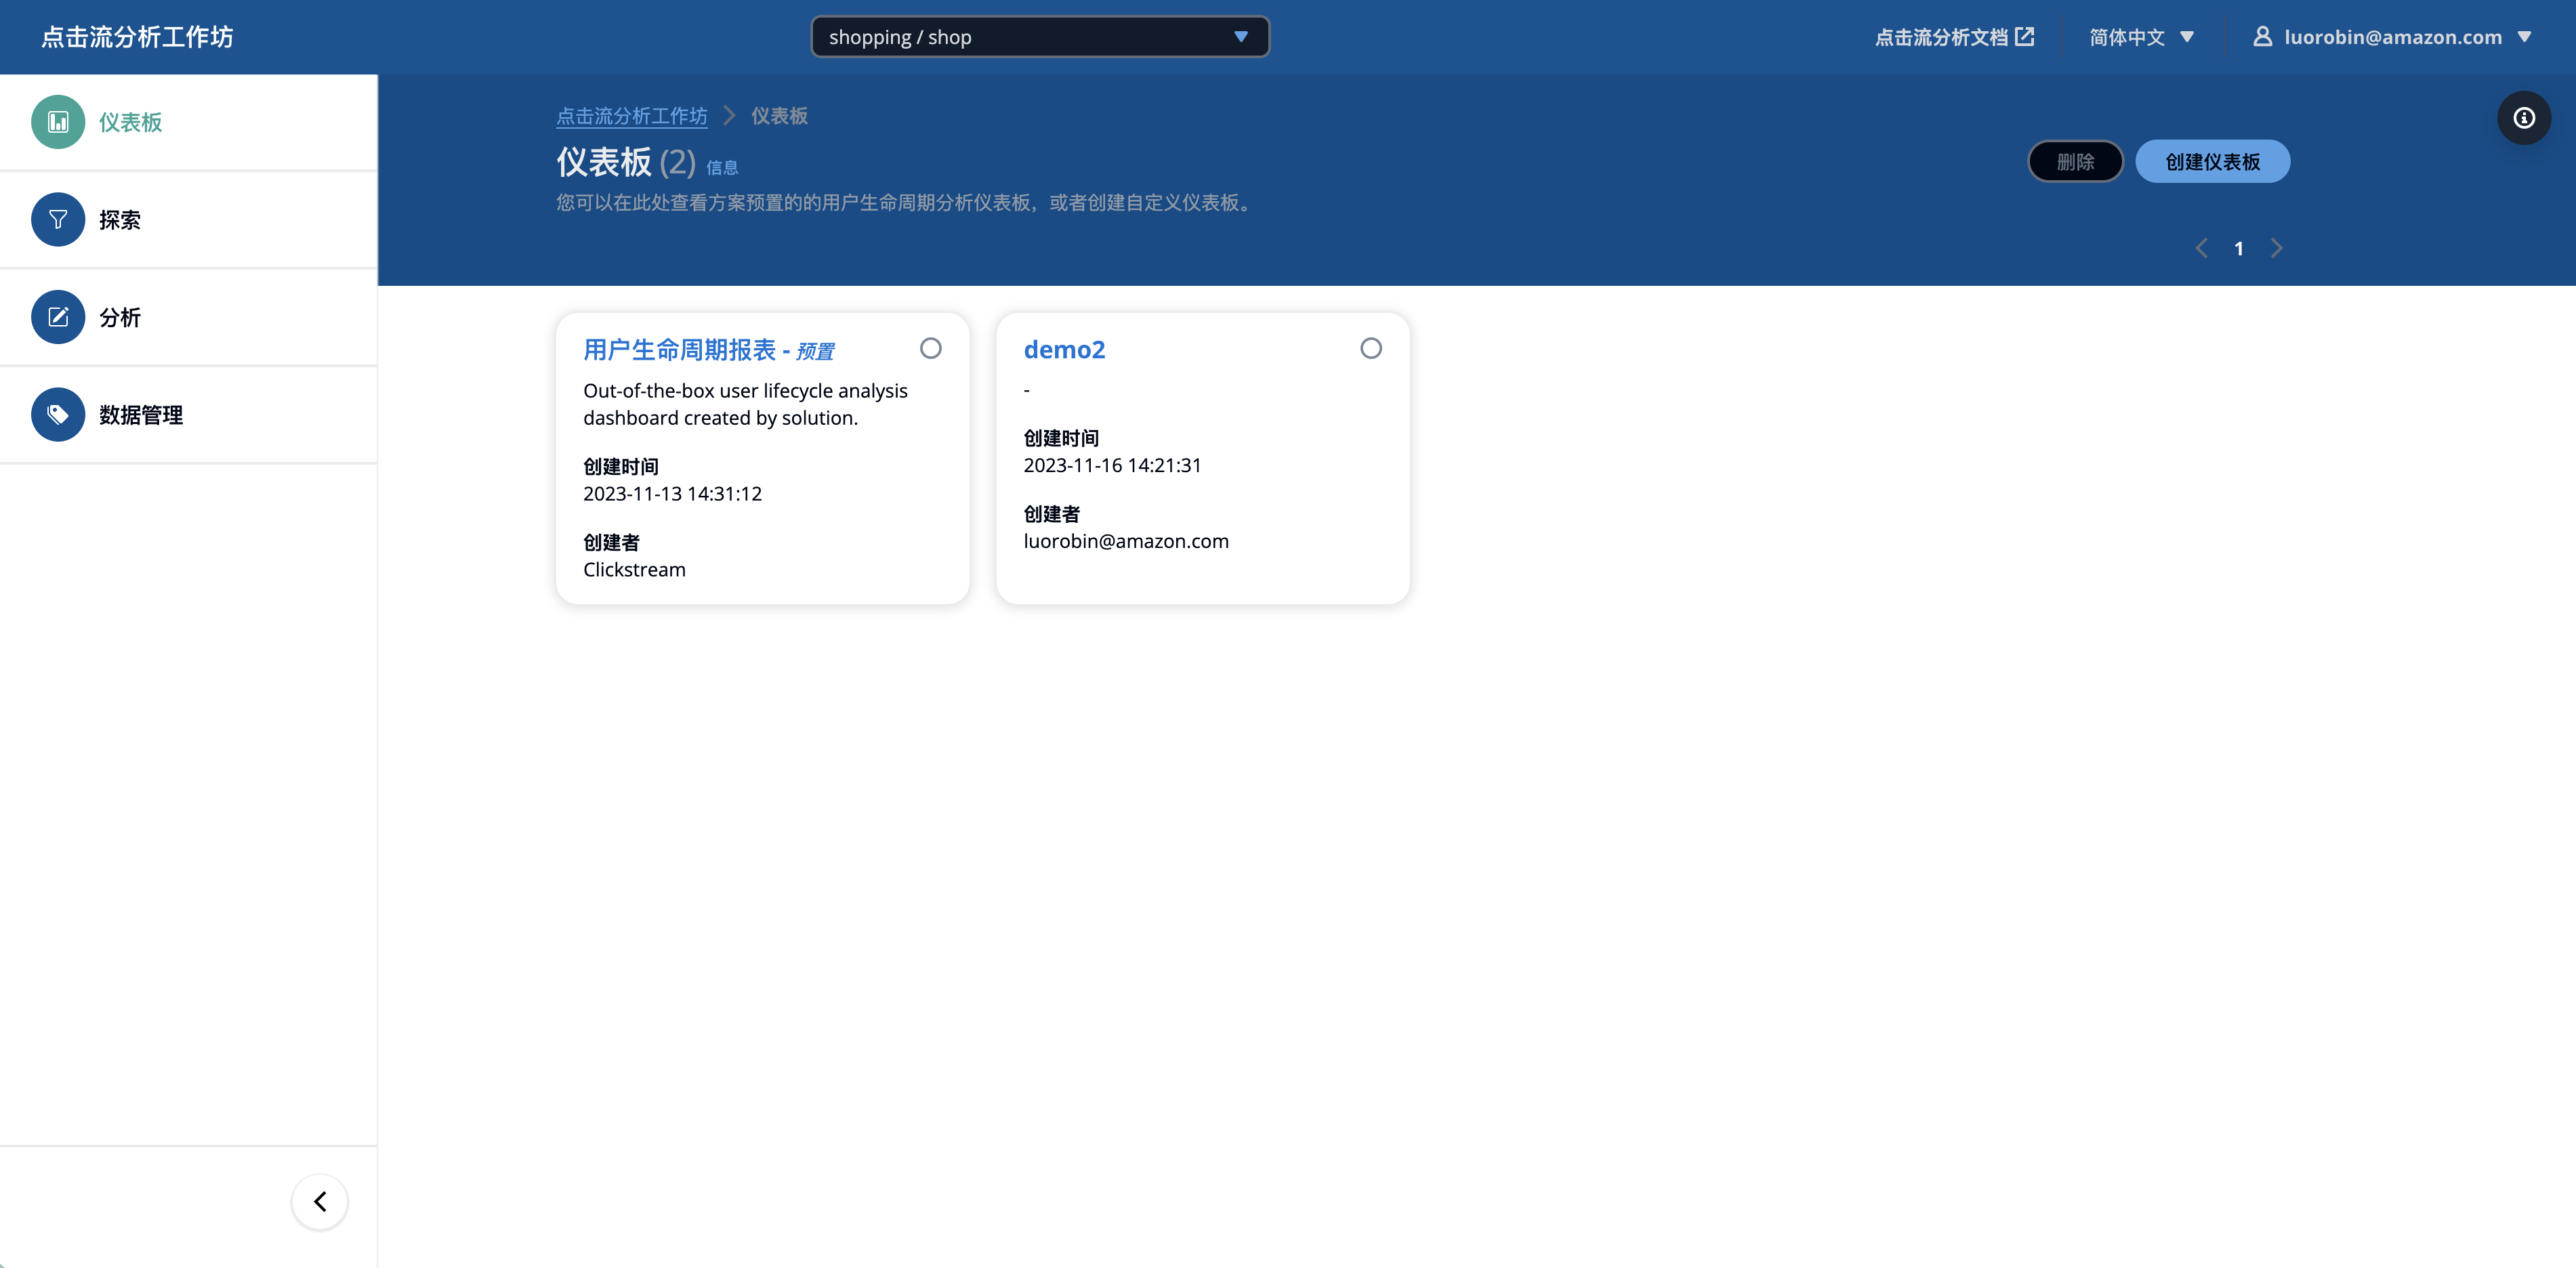 点击流分析工作坊
shopping / shop
点击流分析文档
简体中文
luorobin@amazon.com
仪表板
探索
分析
数据管理
点击流分析工作坊 > 仪表板
仪表板 (2) 信息
您可以在此处查看方案预置的的用户生命周期分析仪表板，或者创建自定义仪表板。
删除
创建仪表板
1
用户生命周期报表 - 预置
Out-of-the-box user lifecycle analysis
dashboard created by solution.
创建时间
2023-11-13 14:31:12
创建者
Clickstream
demo2
-
创建时间
2023-11-16 14:21:31
创建者
luorobin@amazon.com